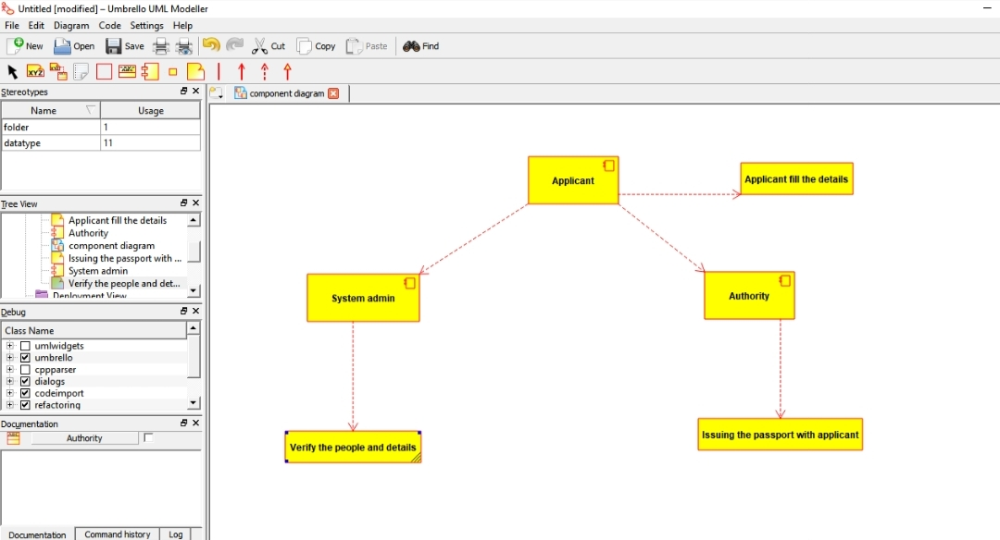 Untitled [modified] – Umbrello UML Modeller
File Edit Diagram Code Settings Help
New Open Save Cut Copy Paste Find
XYZ
Stereotypes
component diagram
Name Usage
folder 1
datatype 11
Tree View
Applicant fill the details
Authority
component diagram
Issuing the passport with ...
System admin
Verify the people and det...
Deployment View
Debug
Class Name
umlwidgets
umbrello
cppparser
dialogs
codeimport
refactoring
Documentation
Authority
Documentation Command history Log
Applicant
Applicant fill the details
System admin
Authority
Verify the people and details
Issuing the passport with applicant